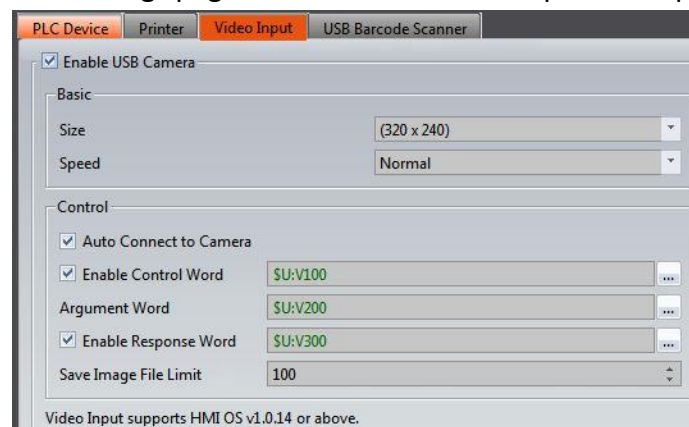 PLC Device Printer Video Input USB Barcode Scanner
Enable USB Camera
Basic
Size (320 x 240)
Speed Normal
Control
Auto Connect to Camera
Enable Control Word $U:V100 ...
Argument Word $U:V200 ...
Enable Response Word $U:V300 ...
Save Image File Limit 100
Video Input supports HMI OS v1.0.14 or above.